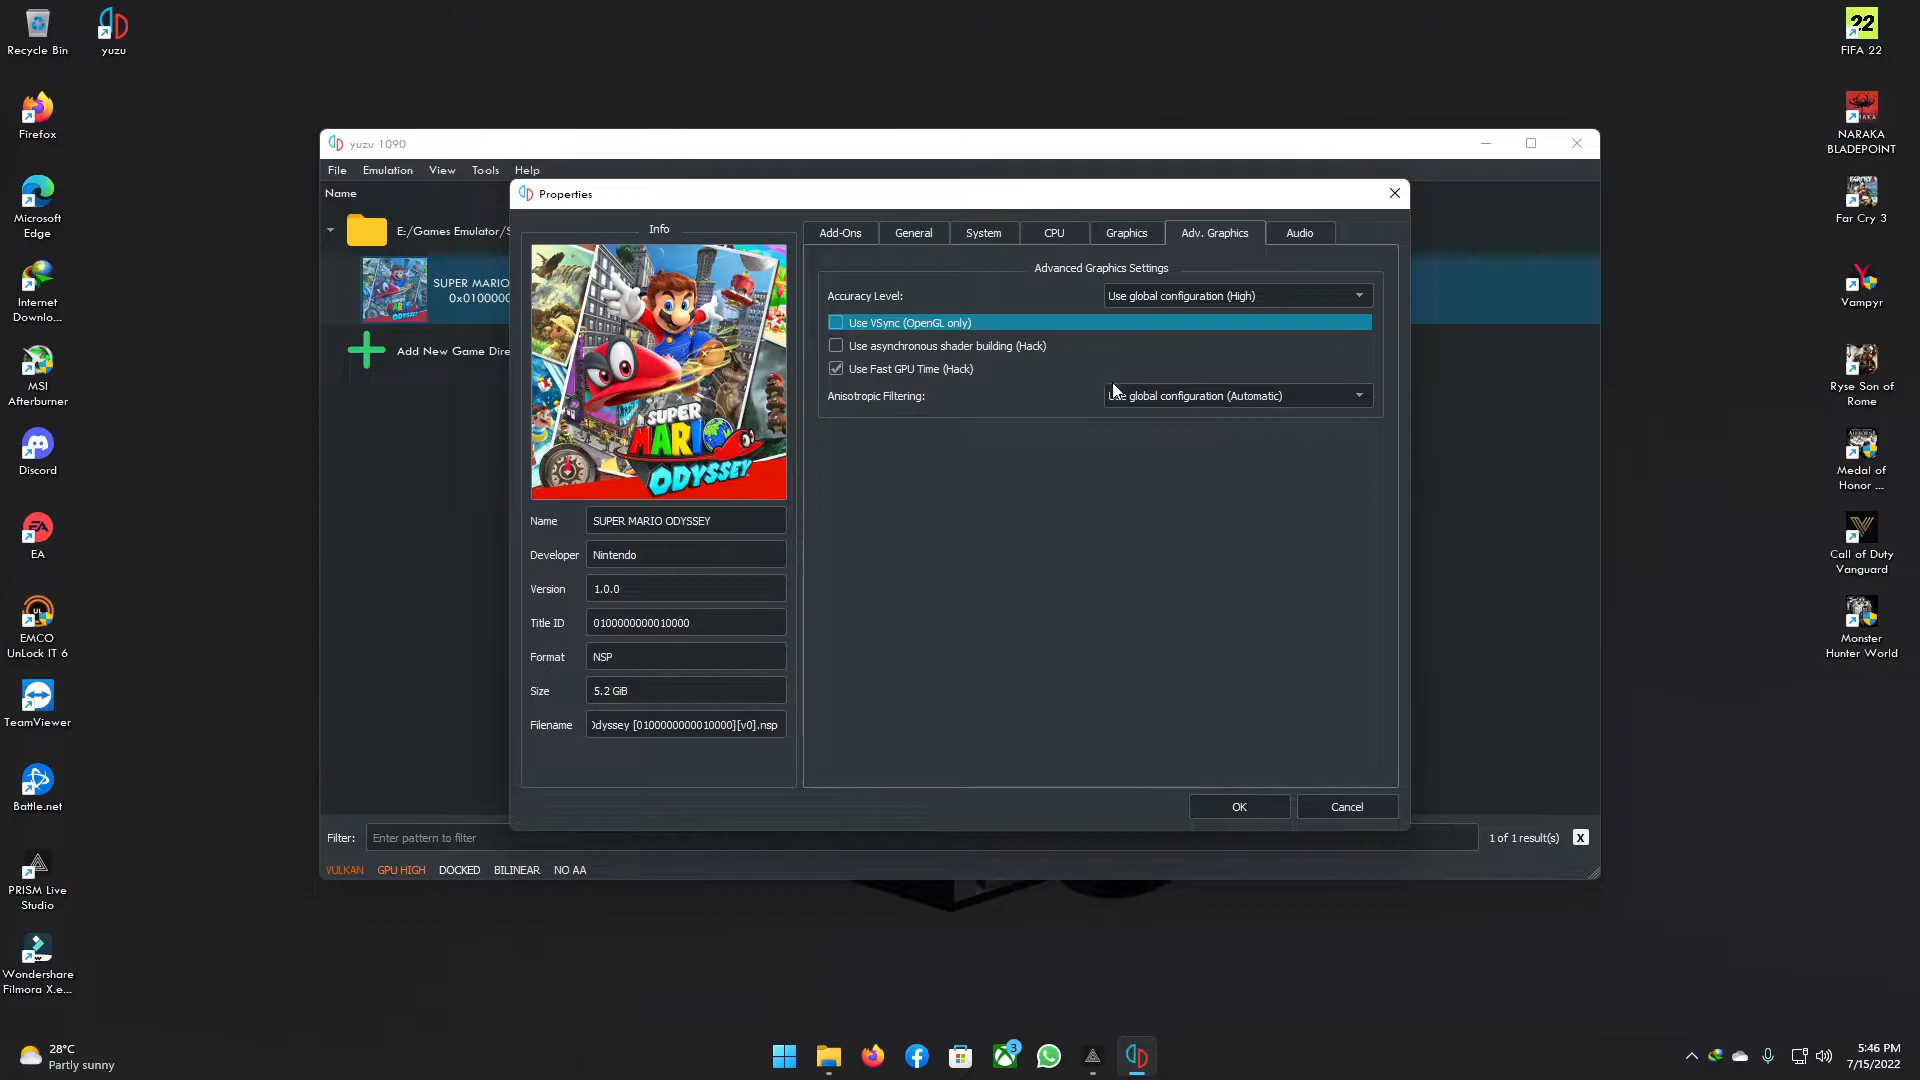 Recycle Bin
yuzu
Firefox
Microsoft
Edge
Internet
Downlo...
MSI
Afterburner
Discord
EA
EMCO
UnLock IT 6
TeamViewer
Battle.net
PRISM Live
Studio
Wondershare
Filmora X.e...
yuzu 1090
File Emulation View Tools Help
Name
E:/Games Emulator/S
SUPER MARIO
0x0100000
Add New Game Dire
Properties
Info
SUPER
MARIO
ODYSSEY
Name SUPER MARIO ODYSSEY
Developer Nintendo
Version 1.0.0
Title ID 0100000000010000
Format NSP
Size 5.2 GiB
Filename Odyssey [0100000000010000][v0].nsp
Add-Ons General System CPU Graphics Adv. Graphics Audio
Advanced Graphics Settings
Accuracy Level: Use global configuration (High)
Use VSync (OpenGL only)
Use asynchronous shader building (Hack)
Use Fast GPU Time (Hack)
Anisotropic Filtering: Use global configuration (Automatic)
OK Cancel
Filter: Enter pattern to filter 1 of 1 result(s) X
VULKAN GPU HIGH DOCKED BILINEAR NO AA
22
FIFA 22
NARAKA
BLADEPOINT
FARCRY 3
Far Cry 3
Vampyr
Ryse Son of
Rome
AIRBORNE
Medal of
Honor ...
Call of Duty
Vanguard
Monster
Hunter World
28°C
Partly sunny
3
5:46 PM
7/15/2022